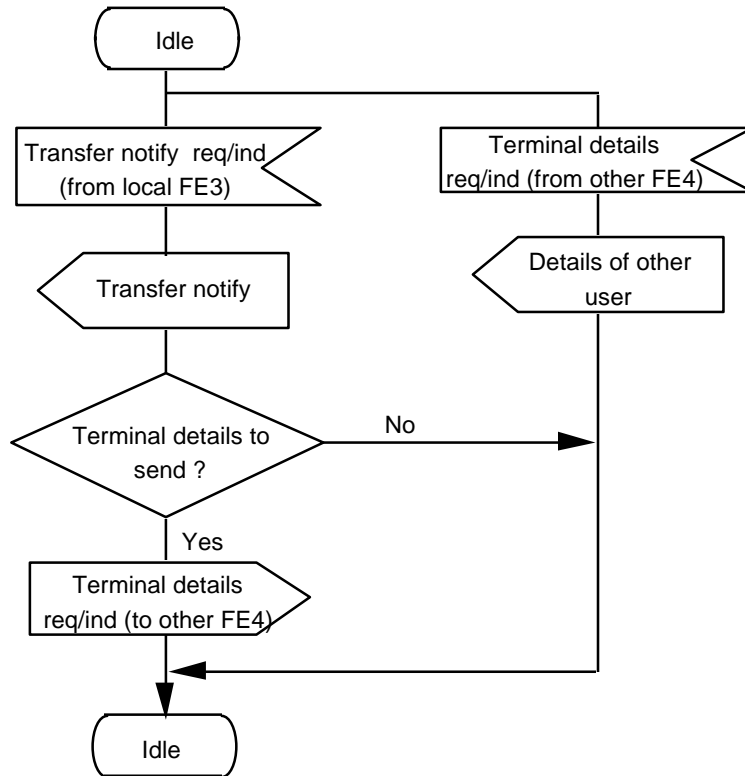 Idle
Transfer notify req/ind
(from local FE3)
Terminal details
req/ind (from other FE4)
Transfer notify
Details of other
user
Terminal details to
send ?
No
Yes
Terminal details
req/ind (to other FE4)
Idle